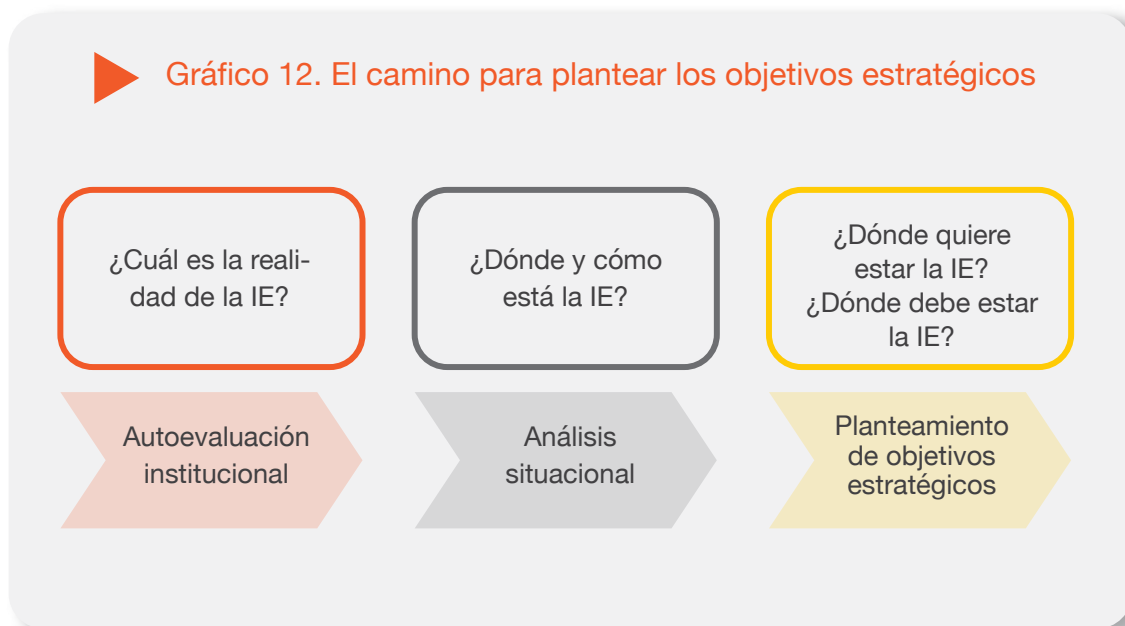 Gráfico 12. El camino para plantear los objetivos estratégicos
¿Cuál es la reali-
dad de la IE?
¿Dónde y cómo
está la IE?
¿Dónde quiere
estar la IE?
¿Dónde debe estar
la IE?
Autoevaluación
institucional
Análisis
situacional
Planteamiento
de objetivos
estratégicos